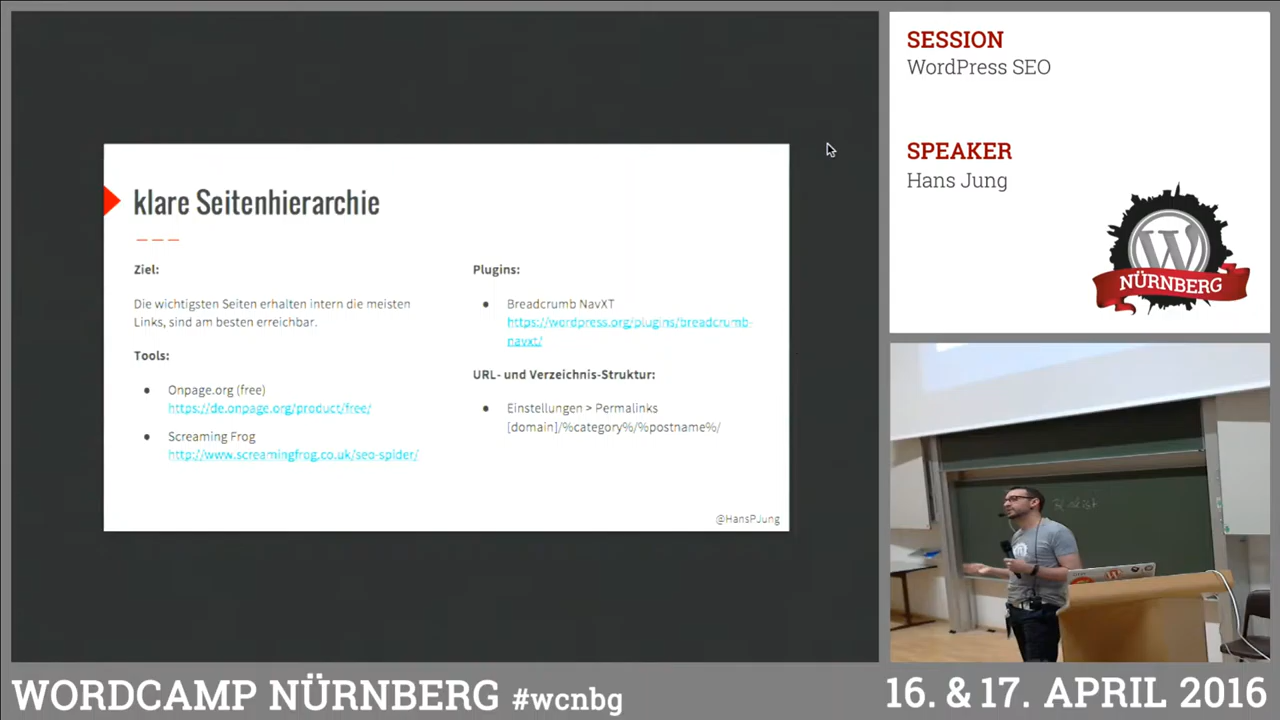 klare Seitenhierarchie
Ziel:
Die wichtigsten Seiten erhalten intern die meisten
Links, sind am besten erreichbar.
Tools:
Onpage.org (free)
https://de.onpage.org/product/free/
Screaming Frog
http://www.screamingfrog.co.uk/seo-spider/
Plugins:
Breadcrumb NavXT
https://wordpress.org/plugins/breadcrumb-
navxt/
URL- und Verzeichnis-Struktur:
Einstellungen > Permalinks
[domain]/%category%/%postname%/
@HansPJung
SESSION
WordPress SEO
SPEAKER
Hans Jung
W
NÜRNBERG
WORDCAMP NÜRNBERG #wcnbg
16. & 17. APRIL 2016